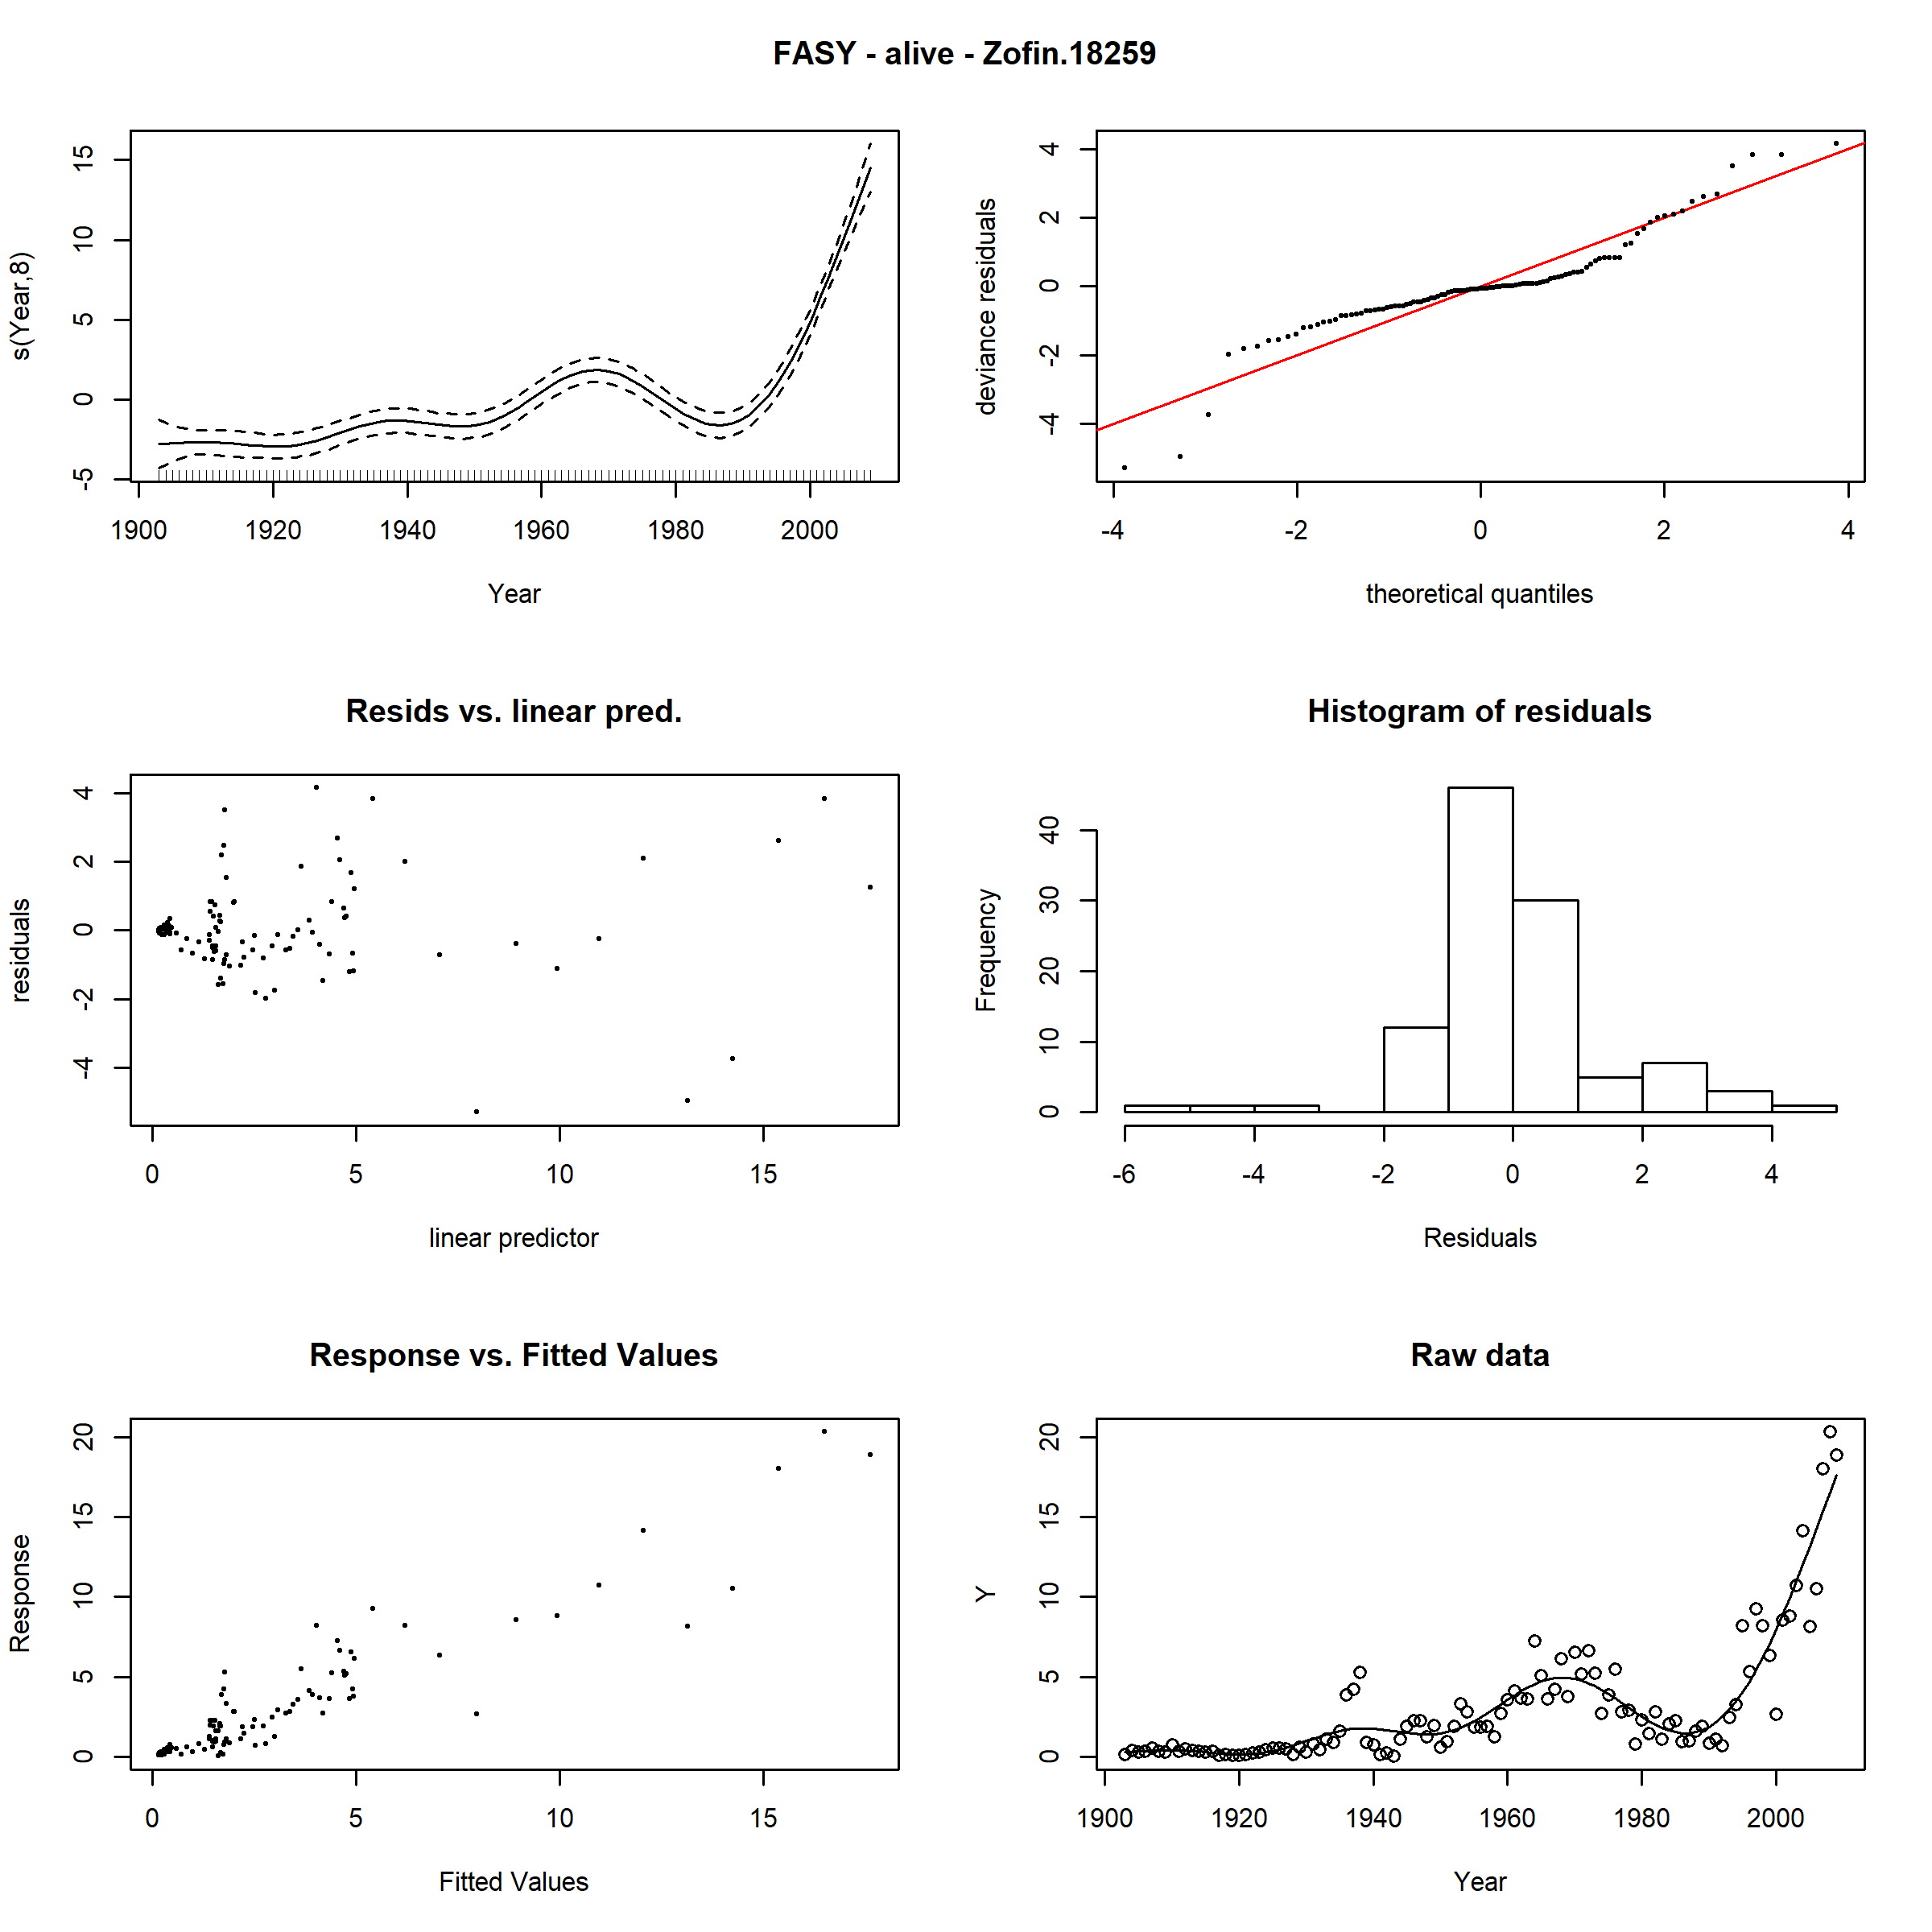 FASY - alive - Zofin.18259
s(Year,8)
-5 0 5 10 15
1900 1920 1940 1960 1980 2000
Year
deviance residuals
-4 -2 0 2 4
-4 -2 0 2 4
theoretical quantiles
Resids vs. linear pred.
residuals
-4 -2 0 2 4
0 5 10 15
linear predictor
Histogram of residuals
Frequency
0 10 20 30 40
-6 -4 -2 0 2 4
Residuals
Response vs. Fitted Values
Response
0 5 10 15 20
0 5 10 15
Fitted Values
Raw data
Y
0 5 10 15 20
1900 1920 1940 1960 1980 2000
Year